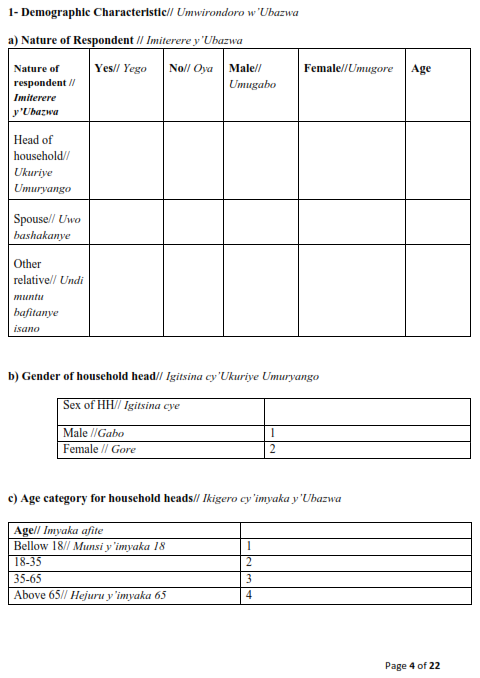 1- Demographic Characteristic// Umwirondoro w'Ubazwa
a) Nature of Respondent // Imiterere y'Ubazwa
Nature of respondent // Imiterere y'Ubazwa Yes// Yego No// Oya Male// Umugabo Female//Umugore Age
Head of
household//
Ukuriye
Umuryango
Spouse// Uwo
bashakanye
Other
relative// Undi
muntu
bafitanye
isano
b) Gender of household head// Igitsina cy'Ukuriye Umuryango
Sex of HH// Igitsina cye
Male //Gabo 1
Female // Gore 2
c) Age category for household heads// Ikigero cy'imyaka y'Ubazwa
Age// Imyaka afite
Bellow 18// Munsi y'imyaka 18 1
18-35 2
35-65 3
Above 65// Hejuru y'imyaka 65 4
Page 4 of 22